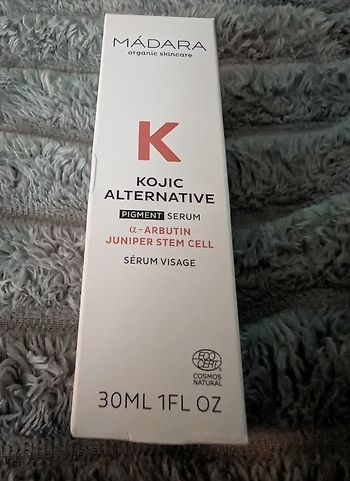 MÁDARA
organic skincare
K
KOJIC
ALTERNATIVE
PIGMENT SERUM
α-ARBUTIN
JUNIPER STEM CELL
SÉRUM VISAGE
ECO
CERT
COSMOS
NATURAL
30ML 1FL OZ